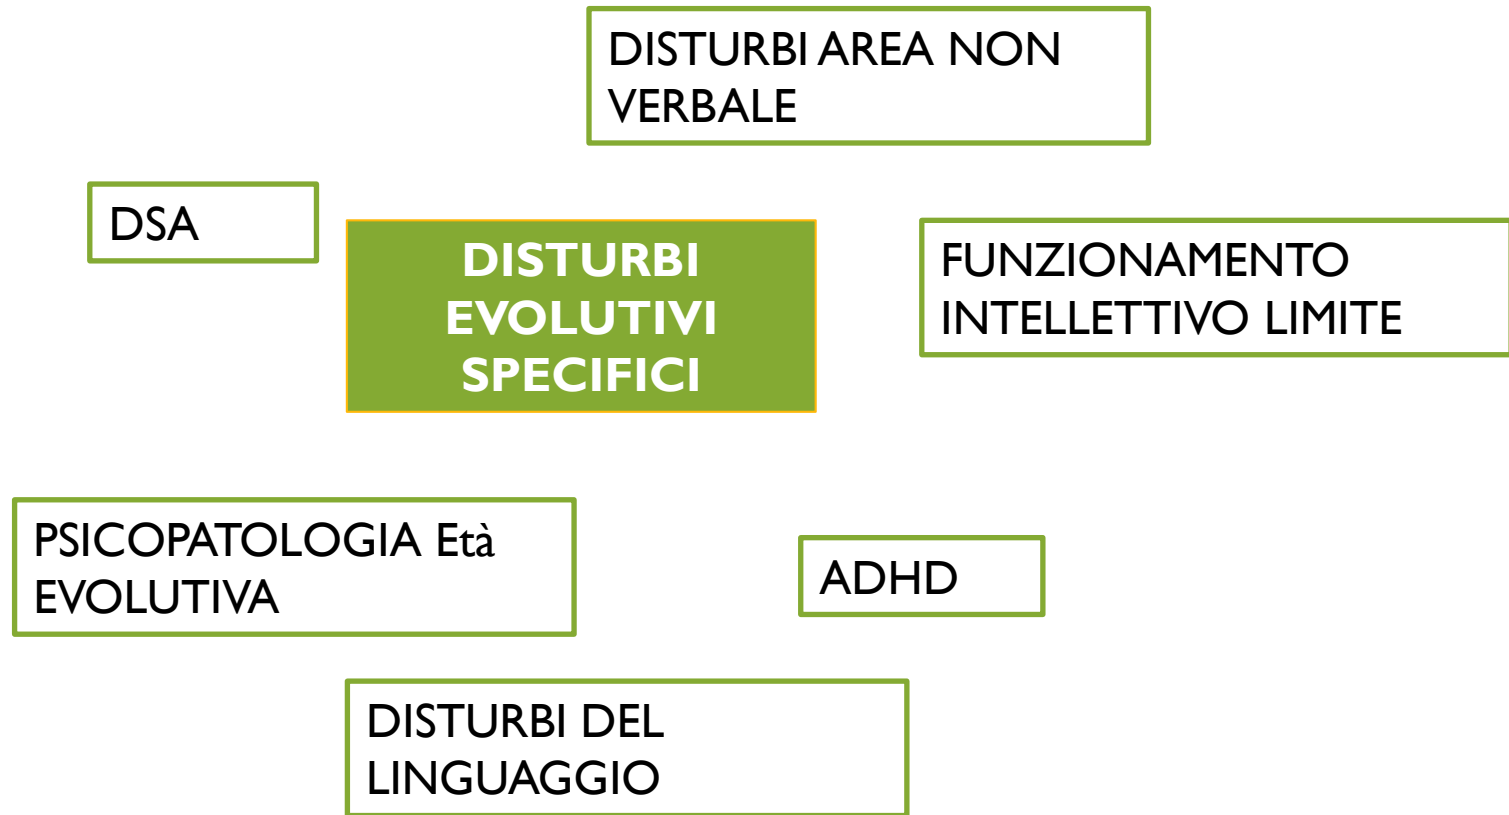 DISTURBI AREA NON
VERBALE
DSA
DISTURBI
EVOLUTIVI
SPECIFICI
FUNZIONAMENTO
INTELLETTIVO LIMITE
PSICOPATOLOGIA Età
EVOLUTIVA
ADHD
DISTURBI DEL
LINGUAGGIO